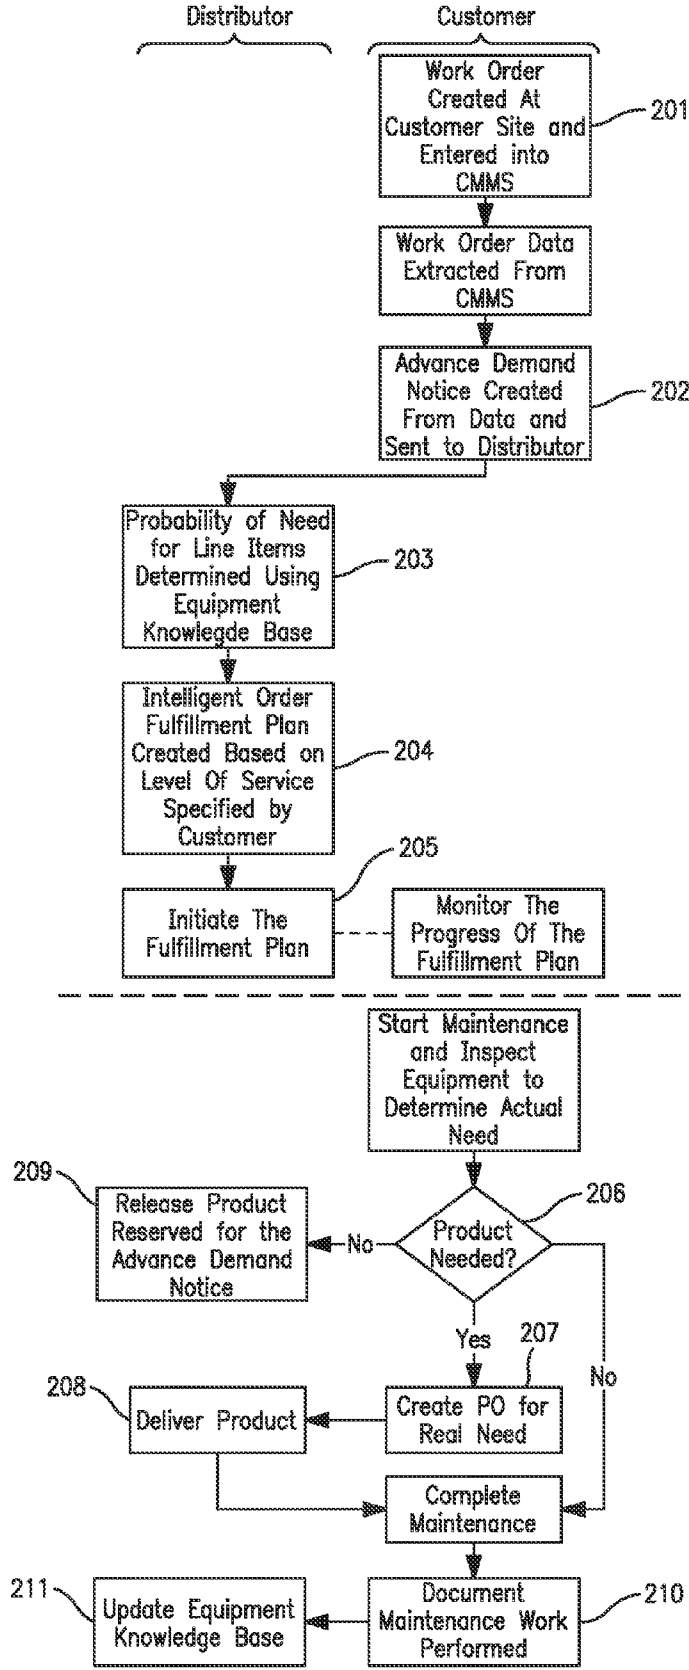 Distributor
Customer
Work Order
Created At
Customer Site and
Entered into
CMMS
201
Work Order Data
Extracted From
CMMS
Advance Demand
Notice Created
From Data and
Sent to Distributor
202
Probability of Need
for Line Items
Determined Using
Equipment
Knowlegde Base
203
Intelligent Order
Fulfillment Plan
Created Based on
Level Of Service
Specified by
Customer
204
Initiate The
Fulfillment Plan
205
Monitor The
Progress Of The
Fulfillment Plan
Start Maintenance
and Inspect
Equipment to
Determine Actual
Need
206
Product
Needed?
No
209
Release Product
Reserved for the
Advance Demand
Notice
Yes
No
207
Create PO for
Real Need
208
Deliver Product
Complete
Maintenance
Document
Maintenance Work
Performed
210
211
Update Equipment
Knowledge Base